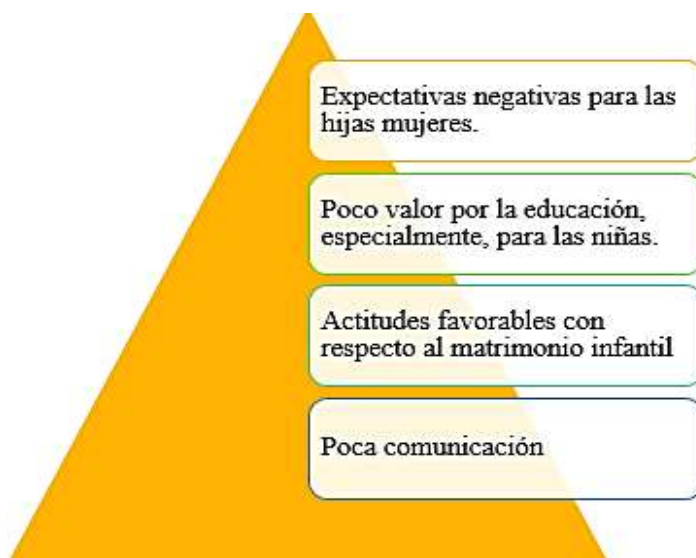 Expectativas negativas para las
hijas mujeres.
Poco valor por la educación,
especialmente, para las niñas.
Actitudes favorables con
respecto al matrimonio infantil
Poca comunicación